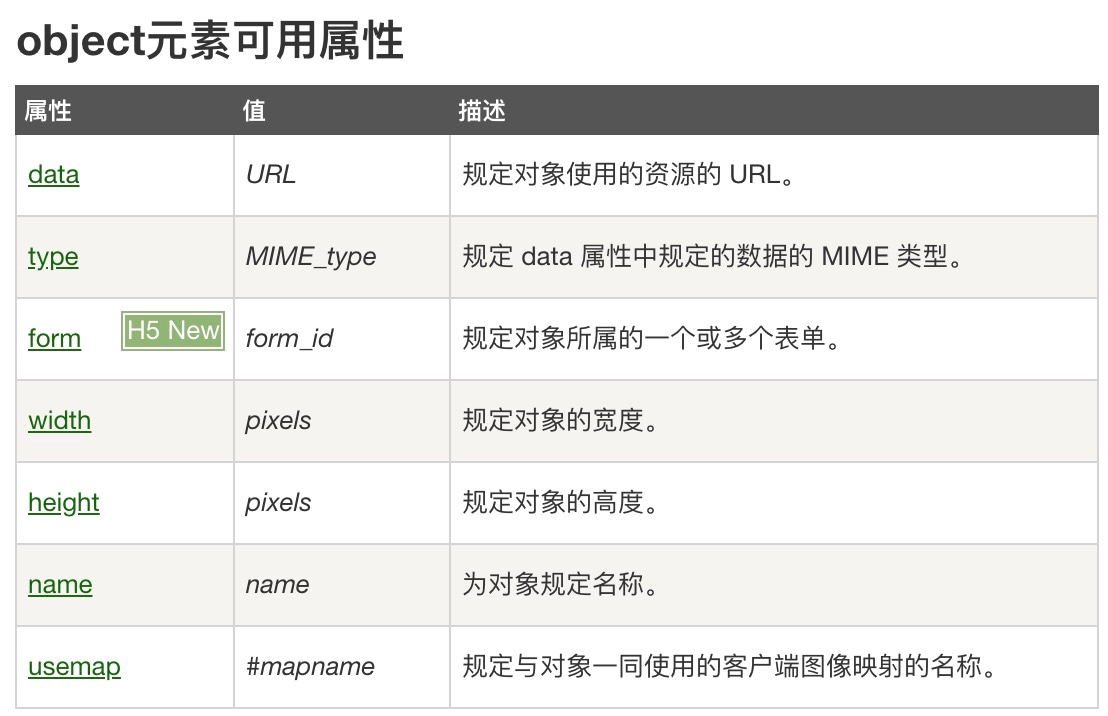 object元素可用属性
属性 值 描述
data URL 规定对象使用的资源的 URL。
type MIME_type 规定 data 属性中规定的数据的 MIME 类型。
form H5 New form_id 规定对象所属的一个或多个表单。
width pixels 规定对象的宽度。
height pixels 规定对象的高度。
name name 为对象规定名称。
usemap #mapname 规定与对象一同使用的客户端图像映射的名称。